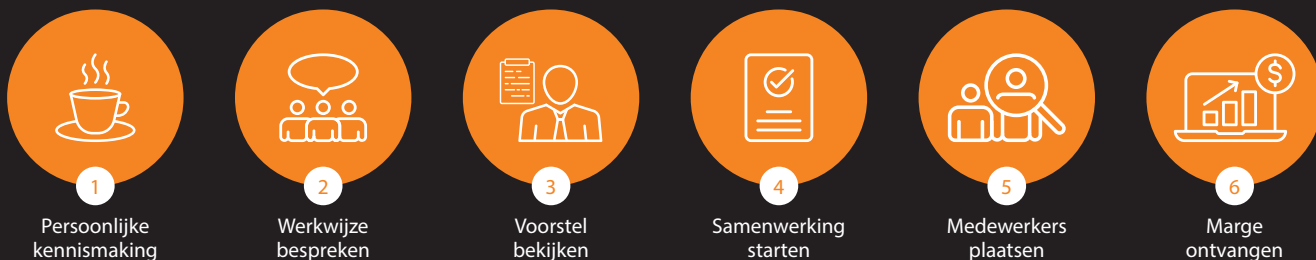 1
Persoonlijke
kennismaking
2
Werkwijze
bespreken
3
Voorstel
bekijken
4
Samenwerking
starten
5
Medewerkers
plaatsen
$
6
Marge
ontvangen